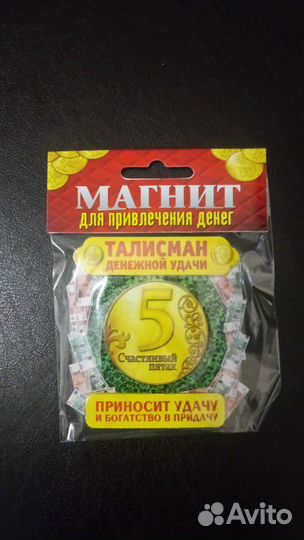 МАГНИТ
для привлечения денег
ТАЛИСМАН
ДЕНЕЖНОЙ УДАЧИ
5
Счастливый
пятак
ПРИНОСИТ УДАЧУ
И БОГАТСТВО В ПРИДАЧУ
Avito